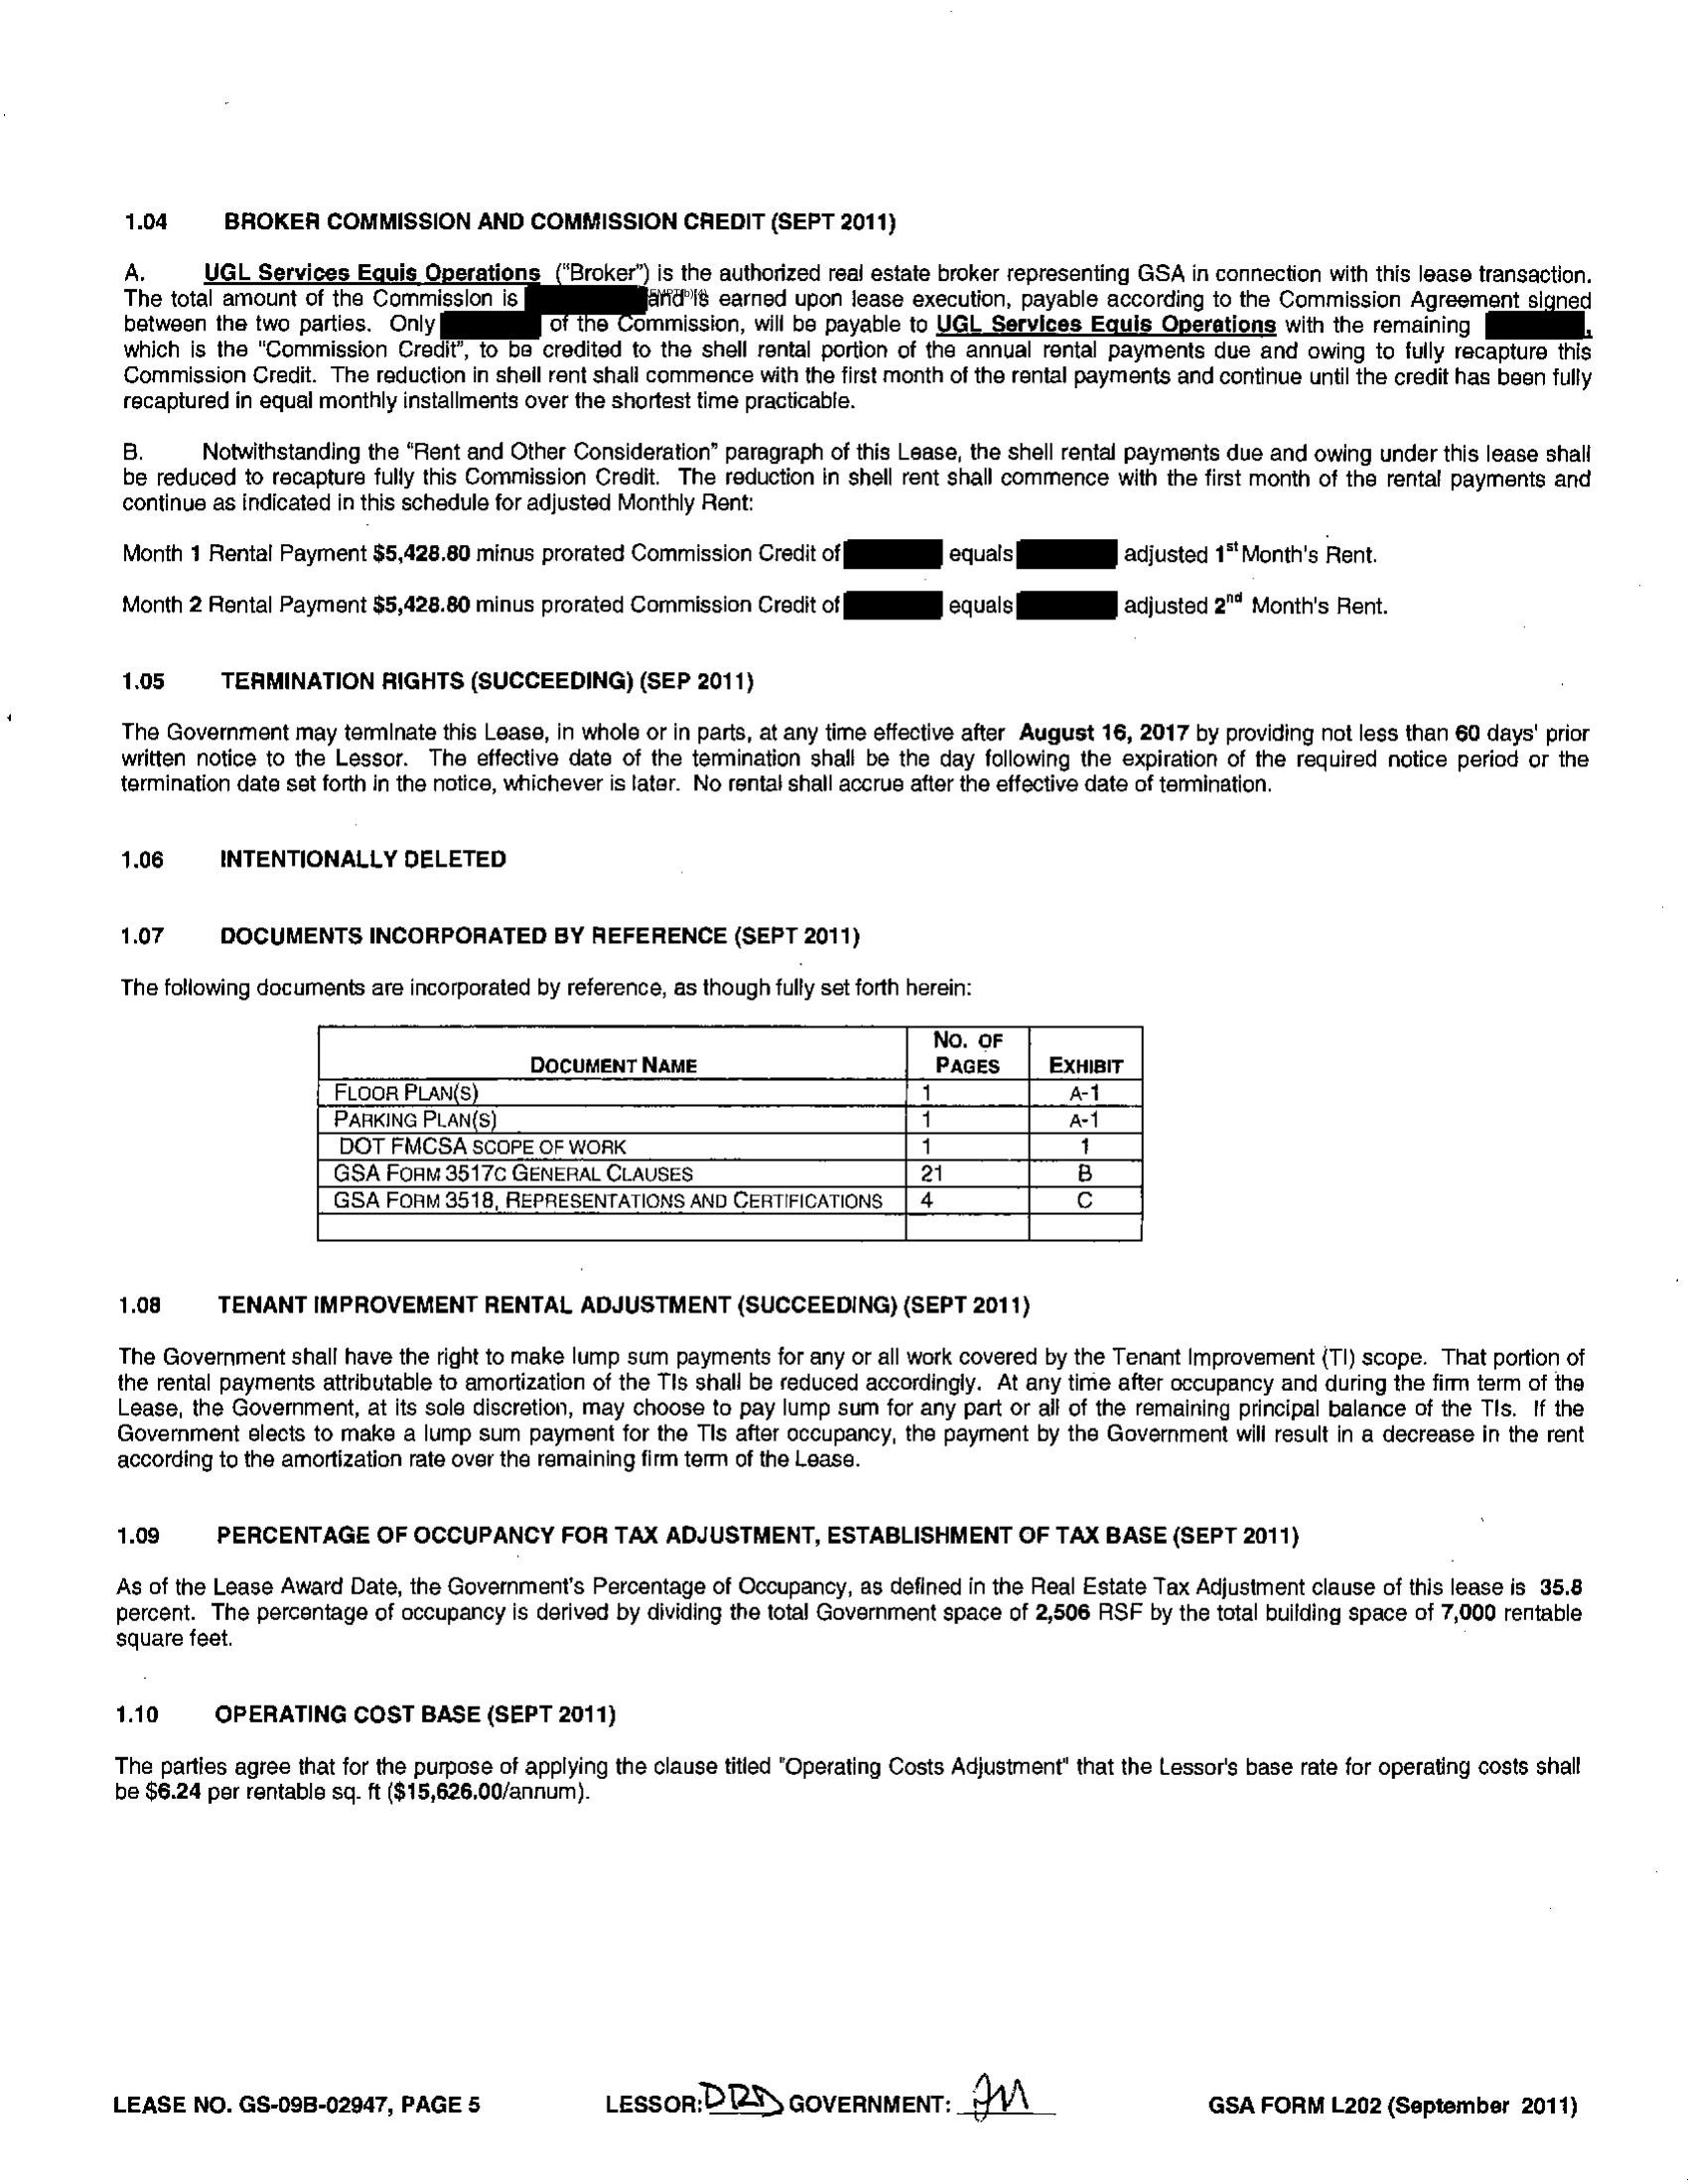 1.04 BROKER COMMISSION AND COMMISSION CREDIT (SEPT 2011)
A. UGL Services Equis Operations ("Broker") is the authorized real estate broker representing GSA in connection with this lease transaction.
The total amount of the Commission is and is earned upon lease execution, payable according to the Commission Agreement signed
between the two parties. Only of the Commission, will be payable to UGL Services Equis Operations with the remaining ,
which is the "Commission Credit", to be credited to the shell rental portion of the annual rental payments due and owing to fully recapture this
Commission Credit. The reduction in shell rent shall commence with the first month of the rental payments and continue until the credit has been fully
recaptured in equal monthly installments over the shortest time practicable.
B. Notwithstanding the "Rent and Other Consideration" paragraph of this Lease, the shell rental payments due and owing under this lease shall
be reduced to recapture fully this Commission Credit. The reduction in shell rent shall commence with the first month of the rental payments and
continue as indicated in this schedule for adjusted Monthly Rent:
Month 1 Rental Payment $5,428.80 minus prorated Commission Credit of equals adjusted 1st Month's Rent.
Month 2 Rental Payment $5,428.80 minus prorated Commission Credit of equals adjusted 2nd Month's Rent.
1.05 TERMINATION RIGHTS (SUCCEEDING) (SEP 2011)
The Government may terminate this Lease, in whole or in parts, at any time effective after August 16, 2017 by providing not less than 60 days' prior
written notice to the Lessor. The effective date of the termination shall be the day following the expiration of the required notice period or the
termination date set forth in the notice, whichever is later. No rental shall accrue after the effective date of termination.
1.06 INTENTIONALLY DELETED
1.07 DOCUMENTS INCORPORATED BY REFERENCE (SEPT 2011)
The following documents are incorporated by reference, as though fully set forth herein:
DOCUMENT NAME NO. OF PAGES EXHIBIT
FLOOR PLAN(S) 1 A-1
PARKING PLAN(S) 1 A-1
DOT FMCSA SCOPE OF WORK 1 1
GSA FORM 3517C GENERAL CLAUSES 21 B
GSA FORM 3518, REPRESENTATIONS AND CERTIFICATIONS 4 C
1.08 TENANT IMPROVEMENT RENTAL ADJUSTMENT (SUCCEEDING) (SEPT 2011)
The Government shall have the right to make lump sum payments for any or all work covered by the Tenant Improvement (TI) scope. That portion of
the rental payments attributable to amortization of the TIs shall be reduced accordingly. At any time after occupancy and during the firm term of the
Lease, the Government, at its sole discretion, may choose to pay lump sum for any part or all of the remaining principal balance of the TIs. If the
Government elects to make a lump sum payment for the TIs after occupancy, the payment by the Government will result in a decrease in the rent
according to the amortization rate over the remaining firm term of the Lease.
1.09 PERCENTAGE OF OCCUPANCY FOR TAX ADJUSTMENT, ESTABLISHMENT OF TAX BASE (SEPT 2011)
As of the Lease Award Date, the Government's Percentage of Occupancy, as defined in the Real Estate Tax Adjustment clause of this lease is 35.8
percent. The percentage of occupancy is derived by dividing the total Government space of 2,506 RSF by the total building space of 7,000 rentable
square feet.
1.10 OPERATING COST BASE (SEPT 2011)
The parties agree that for the purpose of applying the clause titled "Operating Costs Adjustment" that the Lessor's base rate for operating costs shall
be $6.24 per rentable sq. ft ($15,626.00/annum).
LEASE NO. GS-09B-02947, PAGE 5 LESSOR: GOVERNMENT: GSA FORM L202 (September 2011)